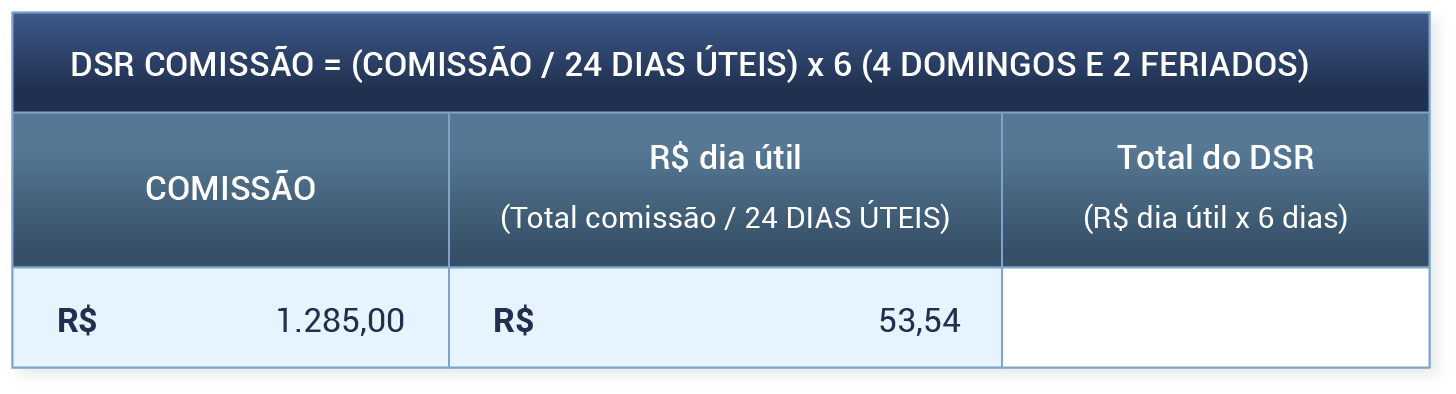 DSR COMISSÃO = (COMISSÃO / 24 DIAS ÚTEIS) x 6 (4 DOMINGOS E 2 FERIADOS)
COMISSÃO
R$ dia útil
(Total comissão / 24 DIAS ÚTEIS)
Total do DSR
(R$ dia útil x 6 dias)
R$ 1.285,00
R$ 53,54